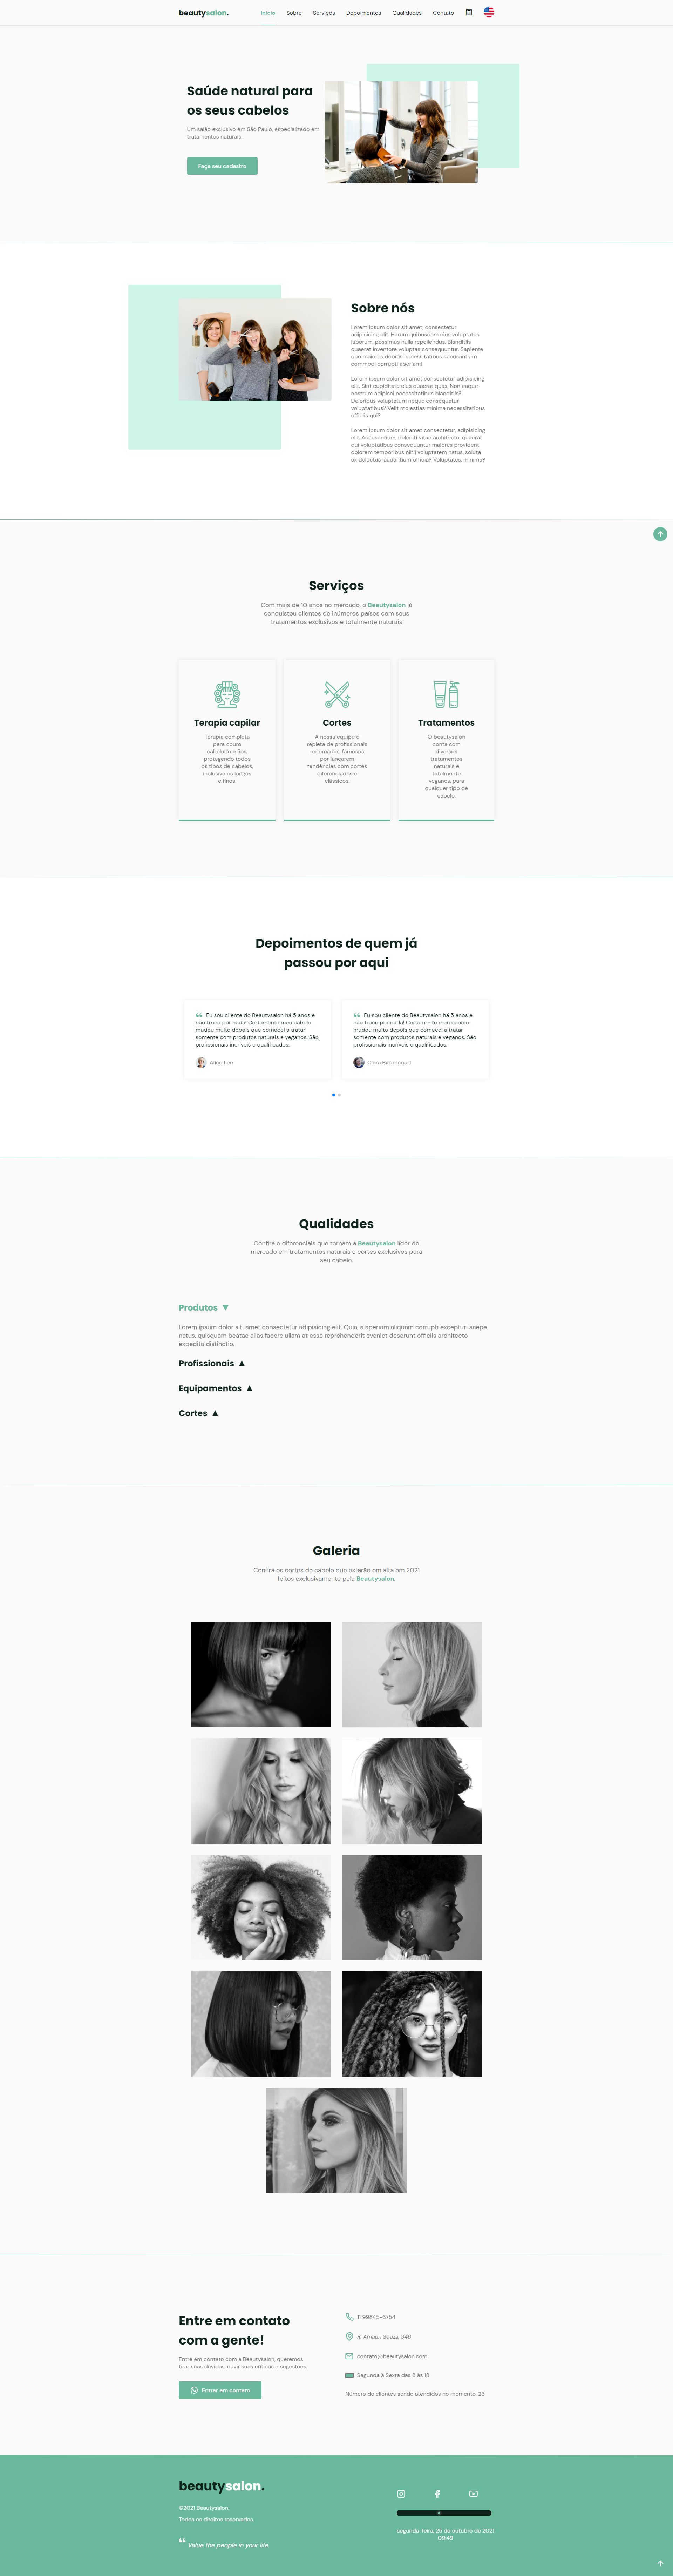 beautysalon.
Início Sobre Serviços Depoimentos Qualidades Contato
Saúde natural para
os seus cabelos
Um salão exclusivo em São Paulo, especializado em
tratamentos naturais.
Faça seu cadastro
Sobre nós
Lorem ipsum dolor sit amet, consectetur
adipisicing elit. Harum quibusdam eius voluptates
laborum, possimus nulla repellendus. Blanditiis
quaerat inventore voluptas consequuntur. Sapiente
quo maiores debitis necessitatibus accusantium
commodi corrupti aperiam!
Lorem ipsum dolor sit amet consectetur adipisicing
elit. Sint cupiditate eius quaerat quas. Non eaque
nostrum adipisci necessitatibus blanditiis?
Doloribus voluptatum neque consequatur
voluptatibus? Velit molestias minima necessitatibus
officiis qui?
Lorem ipsum dolor sit amet consectetur, adipisicing
elit. Accusantium, deleniti vitae architecto, quaerat
qui voluptatibus consequuntur maiores provident
dolorem temporibus nihil voluptatem natus, soluta
ex delectus laudantium officia? Voluptates, minima?
Serviços
Com mais de 10 anos no mercado, o Beautysalon já
conquistou clientes de inúmeros países com seus
tratamentos exclusivos e totalmente naturais
Terapia capilar
Terapia completa
para couro
cabeludo e fios,
protegendo todos
os tipos de cabelos,
inclusive os longos
e finos.
Cortes
A nossa equipe é
repleta de profissionais
renomados, famosos
por lançarem
tendências com cortes
diferenciados e
clássicos.
Tratamentos
O beautysalon
conta com
diversos
tratamentos
naturais e
totalmente
veganos, para
qualquer tipo de
cabelo.
Depoimentos de quem já
passou por aqui
“ Eu sou cliente do Beautysalon há 5 anos e
não troco por nada! Certamente meu cabelo
mudou muito depois que comecei a tratar
somente com produtos naturais e veganos. São
profissionais incríveis e qualificados.
Alice Lee
“ Eu sou cliente do Beautysalon há 5 anos e
não troco por nada! Certamente meu cabelo
mudou muito depois que comecei a tratar
somente com produtos naturais e veganos. São
profissionais incríveis e qualificados.
Clara Bittencourt
Qualidades
Confira o diferenciais que tornam a Beautysalon líder do
mercado em tratamentos naturais e cortes exclusivos para
seu cabelo.
Produtos ▼
Lorem ipsum dolor sit, amet consectetur adipisicing elit. Quia, a aperiam aliquam corrupti excepturi saepe
natus, quisquam beatae alias facere ullam at esse reprehenderit eveniet deserunt officiis architecto
expedita distinctio.
Profissionais ▲
Equipamentos ▲
Cortes ▲
Galeria
Confira os cortes de cabelo que estarão em alta em 2021
feitos exclusivamente pela Beautysalon.
Entre em contato
com a gente!
Entre em contato com a Beautysalon, queremos
tirar suas dúvidas, ouvir suas críticas e sugestões.
Entrar em contato
11 99845-6754
R. Amauri Souza, 346
contato@beautysalon.com
Segunda à Sexta das 8 às 18
Número de clientes sendo atendidos no momento: 23
beautysalon.
©2021 Beautysalon.
Todos os direitos reservados.
“ Value the people in your life.
segunda-feira, 25 de outubro de 2021
09:49